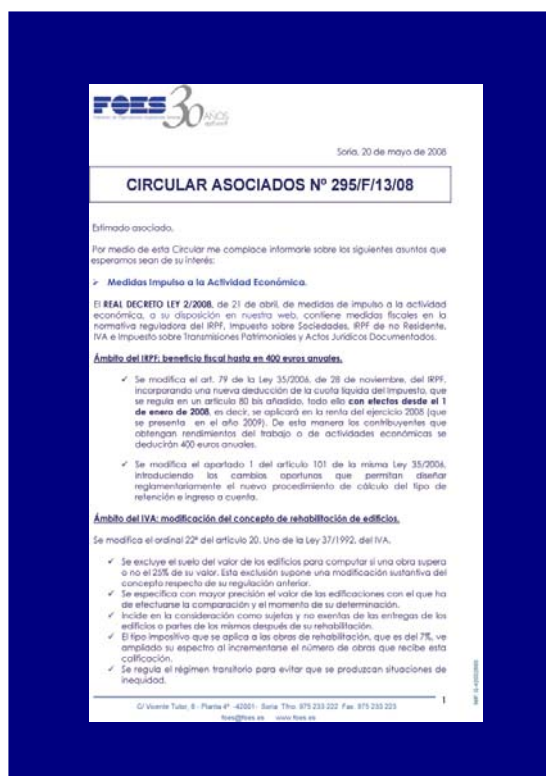 FOES 30 AÑOS
Soria, 20 de mayo de 2008
CIRCULAR ASOCIADOS Nº 295/F/13/08
Estimado asociado,
Por medio de esta Circular me complace informarle sobre los siguientes asuntos que
esperamos sean de su interés:
➢ Medidas Impulso a la Actividad Económica.
El REAL DECRETO LEY 2/2008, de 21 de abril, de medidas de impulso a la actividad
económica, a su disposición en nuestra web, contiene medidas fiscales en la
normativa reguladora del IRPF, Impuesto sobre Sociedades, IRPF de no Residente,
IVA e Impuesto sobre Transmisiones Patrimoniales y Actos Jurídicos Documentados.
Ámbito del IRPF: beneficio fiscal hasta en 400 euros anuales.
✓ Se modifica el art. 79 de la Ley 35/2006, de 28 de noviembre, del IRPF,
incorporando una nueva deducción de la cuota líquida del Impuesto, que
se regula en un artículo 80 bis añadido, todo ello con efectos desde el 1
de enero de 2008, es decir, se aplicará en la renta del ejercicio 2008 (que
se presenta en el año 2009). De esta manera los contribuyentes que
obtengan rendimientos del trabajo o de actividades económicas se
deducirán 400 euros anuales.
✓ Se modifica el apartado 1 del artículo 101 de la misma Ley 35/2006,
introduciendo los cambios oportunos que permitan diseñar
reglamentariamente el nuevo procedimiento de cálculo del tipo de
retención e ingreso a cuenta.
Ámbito del IVA: modificación del concepto de rehabilitación de edificios.
Se modifica el ordinal 22º del artículo 20. Uno de la Ley 37/1992, del IVA.
✓ Se excluye el suelo del valor de los edificios para computar si una obra supera
o no el 25% de su valor. Esta exclusión supone una modificación sustantiva del
concepto respecto de su regulación anterior.
✓ Se especifica con mayor precisión el valor de las edificaciones con el que ha
de efectuarse la comparación y el momento de su determinación.
✓ Incide en la consideración como sujetas y no exentas de las entregas de los
edificios o partes de los mismos después de su rehabilitación.
✓ El tipo impositivo que se aplica a las obras de rehabilitación, que es del 7%, ve
ampliado su espectro al incrementarse el número de obras que recibe esta
calificación.
✓ Se regula el régimen transitorio para evitar que se produzcan situaciones de
inequidad.
1
C/ Vicente Tutor, 6 - Planta 4ª -42001- Soria Tfno. 975 233 222 Fax. 975 233 223
foes@foes.es www.foes.es